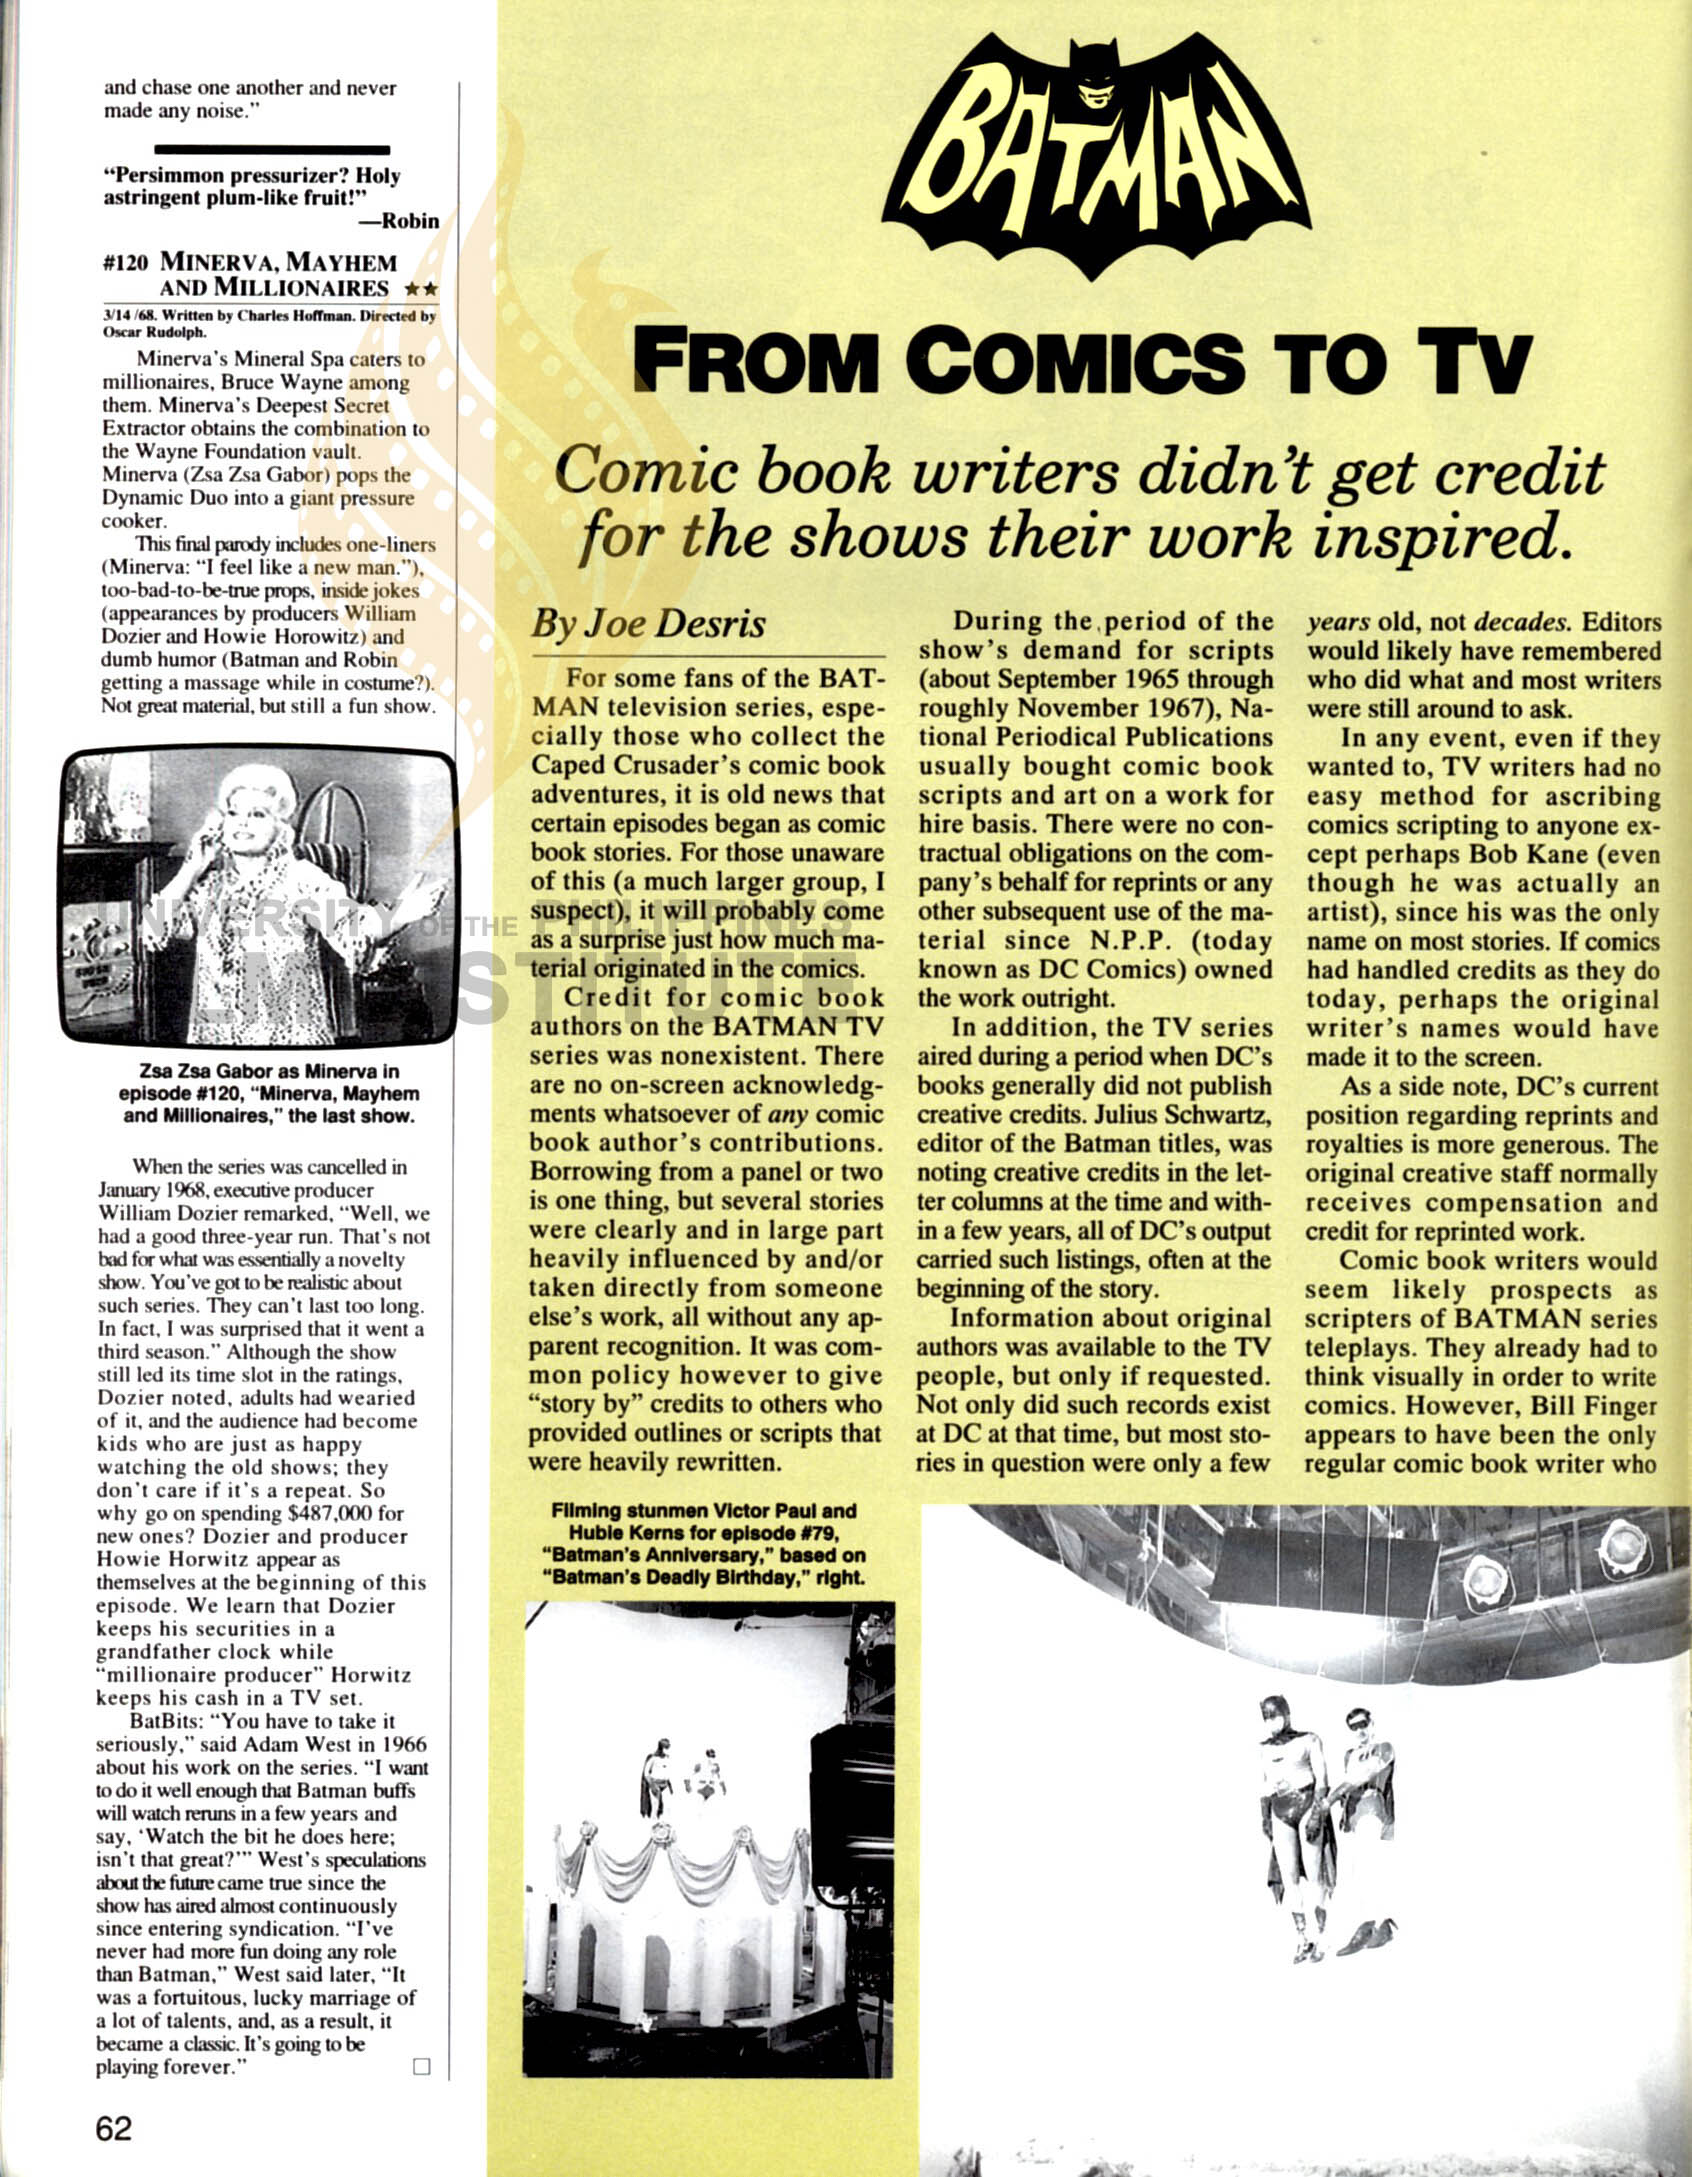 and chase one another and never
made any noise.”
“Persimmon pressurizer? Holy
astringent plum-like fruit!”
—Robin
#120 MINERVA, MAYHEM
AND MILLIONAIRES ★★
3/14 /68. Written by Charles Hoffman. Directed by
Oscar Rudolph.
Minerva’s Mineral Spa caters to
millionaires, Bruce Wayne among
them. Minerva’s Deepest Secret
Extractor obtains the combination to
the Wayne Foundation vault.
Minerva (Zsa Zsa Gabor) pops the
Dynamic Duo into a giant pressure
cooker.
This final parody includes one-liners
(Minerva: “I feel like a new man.”),
too-bad-to-be-true props, inside jokes
(appearances by producers William
Dozier and Howie Horowitz) and
dumb humor (Batman and Robin
getting a massage while in costume?).
Not great material, but still a fun show.
Zsa Zsa Gabor as Minerva in
episode #120, “Minerva, Mayhem
and Millionaires,” the last show.
When the series was cancelled in
January 1968, executive producer
William Dozier remarked, “Well, we
had a good three-year run. That’s not
bad for what was essentially a novelty
show. You’ve got to be realistic about
such series. They can’t last too long.
In fact, I was surprised that it went a
third season.” Although the show
still led its time slot in the ratings,
Dozier noted, adults had wearied
of it, and the audience had become
kids who are just as happy
watching the old shows; they
don’t care if it’s a repeat. So
why go on spending $487,000 for
new ones? Dozier and producer
Howie Horwitz appear as
themselves at the beginning of this
episode. We learn that Dozier
keeps his securities in a
grandfather clock while
“millionaire producer” Horwitz
keeps his cash in a TV set.
BatBits: “You have to take it
seriously,” said Adam West in 1966
about his work on the series. “I want
to do it well enough that Batman buffs
will watch reruns in a few years and
say, ‘Watch the bit he does here;
isn’t that great?’” West’s speculations
about the future came true since the
show has aired almost continuously
since entering syndication. “I’ve
never had more fun doing any role
than Batman,” West said later, “It
was a fortuitous, lucky marriage of
a lot of talents, and, as a result, it
became a classic. It’s going to be
playing forever.”
62
BATMAN
FROM COMICS TO TV
Comic book writers didn’t get credit
for the shows their work inspired.
By Joe Desris
For some fans of the BAT-
MAN television series, espe-
cially those who collect the
Caped Crusader’s comic book
adventures, it is old news that
certain episodes began as comic
book stories. For those unaware
of this (a much larger group, I
suspect), it will probably come
as a surprise just how much ma-
terial originated in the comics.
Credit for comic book
authors on the BATMAN TV
series was nonexistent. There
are no on-screen acknowledg-
ments whatsoever of any comic
book author’s contributions.
Borrowing from a panel or two
is one thing, but several stories
were clearly and in large part
heavily influenced by and/or
taken directly from someone
else’s work, all without any ap-
parent recognition. It was com-
mon policy however to give
“story by” credits to others who
provided outlines or scripts that
were heavily rewritten.
During the period of the
show’s demand for scripts
(about September 1965 through
roughly November 1967), Na-
tional Periodical Publications
usually bought comic book
scripts and art on a work for
hire basis. There were no con-
tractual obligations on the com-
pany’s behalf for reprints or any
other subsequent use of the ma-
terial since N.P.P. (today
known as DC Comics) owned
the work outright.
In addition, the TV series
aired during a period when DC’s
books generally did not publish
creative credits. Julius Schwartz,
editor of the Batman titles, was
noting creative credits in the let-
ter columns at the time and with-
in a few years, all of DC’s output
carried such listings, often at the
beginning of the story.
Information about original
authors was available to the TV
people, but only if requested.
Not only did such records exist
at DC at that time, but most sto-
ries in question were only a few
years old, not decades. Editors
would likely have remembered
who did what and most writers
were still around to ask.
In any event, even if they
wanted to, TV writers had no
easy method for ascribing
comics scripting to anyone ex-
cept perhaps Bob Kane (even
though he was actually an
artist), since his was the only
name on most stories. If comics
had handled credits as they do
today, perhaps the original
writer’s names would have
made it to the screen.
As a side note, DC’s current
position regarding reprints and
royalties is more generous. The
original creative staff normally
receives compensation and
credit for reprinted work.
Comic book writers would
seem likely prospects as
scripters of BATMAN series
teleplays. They already had to
think visually in order to write
comics. However, Bill Finger
appears to have been the only
regular comic book writer who
Filming stunmen Victor Paul and
Hubie Kerns for episode #79,
“Batman’s Anniversary,” based on
“Batman’s Deadly Birthday,” right.
UNIVERSITY OF THE PHILIPPINES